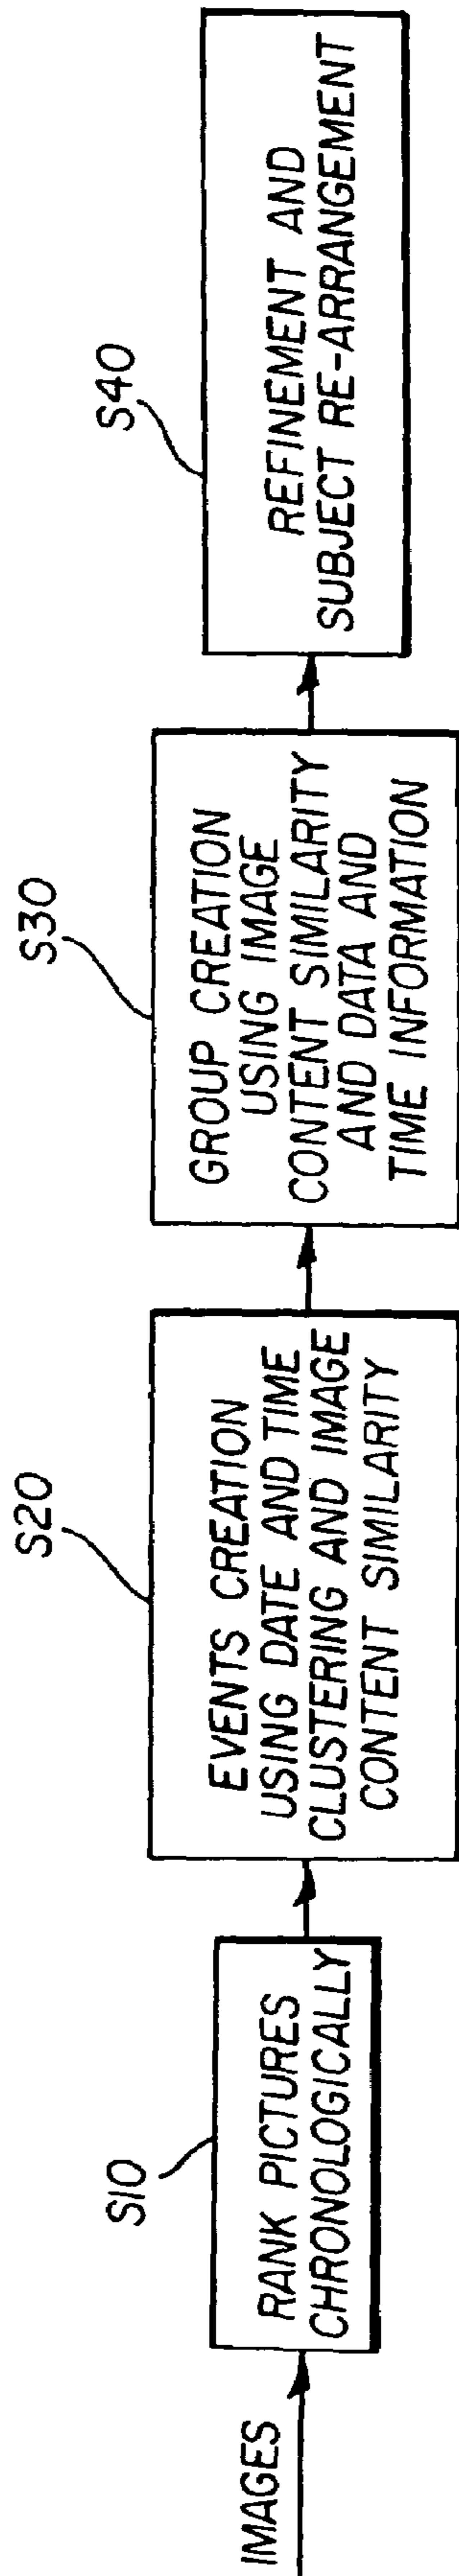 IMAGES
S10
RANK PICTURES
CHRONOLOGICALLY
S20
EVENTS CREATION
USING DATE AND TIME
CLUSTERING AND IMAGE
CONTENT SIMILARITY
S30
GROUP CREATION
USING IMAGE
CONTENT SIMILARITY
AND DATA AND
TIME INFORMATION
S40
REFINEMENT AND
SUBJECT RE-ARRANGEMENT